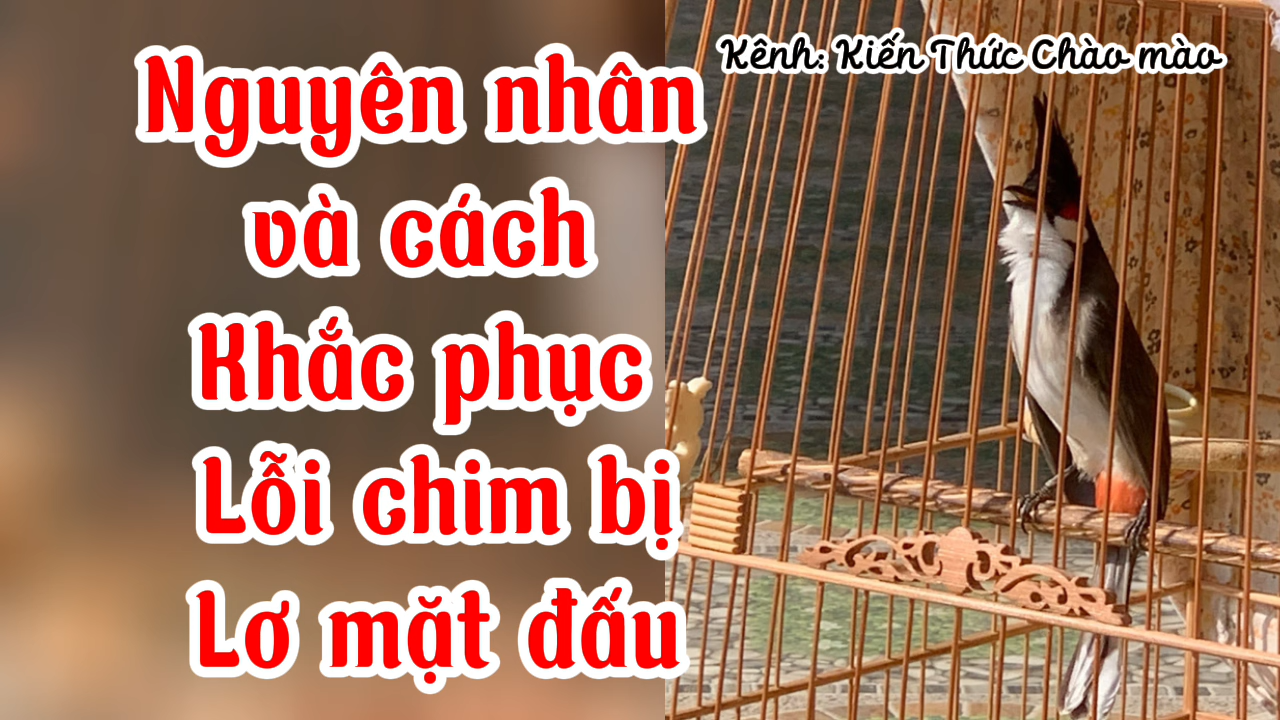 Kênh: Kiến Thức Chào mào
Nguyên nhân
và cách
Khắc phục
Lỗi chim bị
Lơ mặt đấu